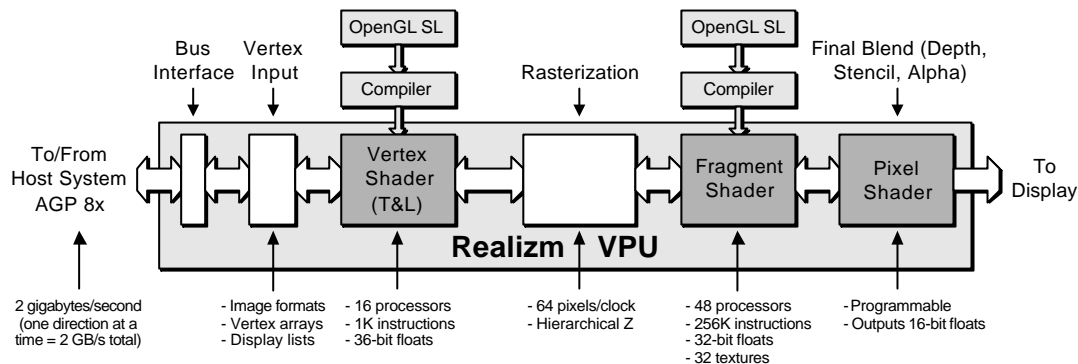 OpenGL SL
OpenGL SL
Bus
Interface
Vertex
Input
Compiler
Rasterization
Compiler
Final Blend (Depth,
Stencil, Alpha)
To/From
Host System
AGP 8x
Vertex
Shader
(T&L)
Fragment
Shader
Pixel
Shader
To
Display
Realizm VPU
2 gigabytes/second
(one direction at a
time = 2 GB/s total)
- Image formats
- Vertex arrays
- Display lists
- 16 processors
- 1K instructions
- 36-bit floats
- 64 pixels/clock
- Hierarchical Z
- 48 processors
- 256K instructions
- 32-bit floats
- 32 textures
- Programmable
- Outputs 16-bit floats